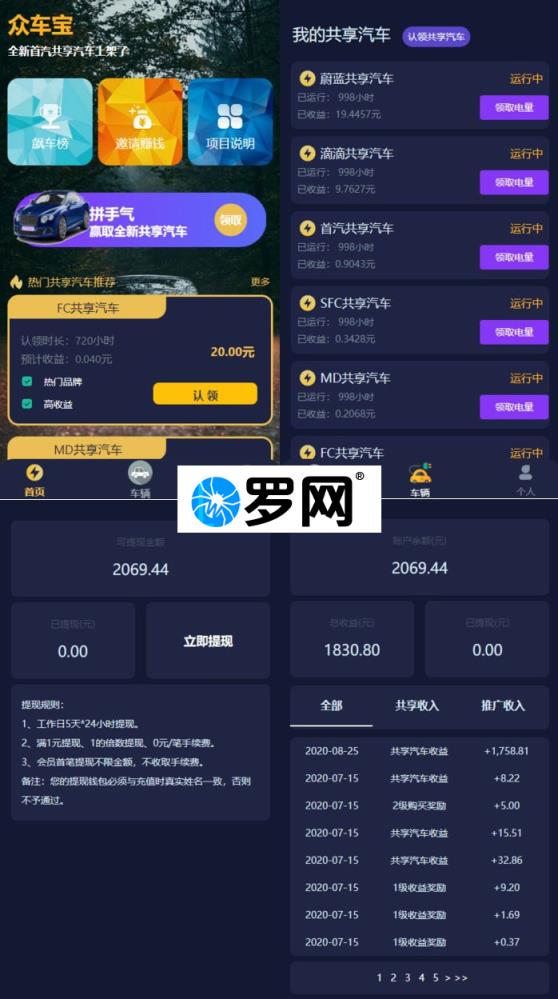 众车宝
全新首汽共享汽车上架了
飙车榜
邀请赚钱
项目说明
拼手气
赢取全新共享汽车
领取
热门共享汽车推荐
更多
FC共享汽车
认领时长：720小时
预计收益：0.040元
20.00元
热门品牌
高收益
认 领
MD共享汽车
首页
车辆
我的共享汽车
认领共享汽车
蔚蓝共享汽车
运行中
已运行： 998小时
已收益：19.4457元
领取电量
滴滴共享汽车
运行中
已运行： 998小时
已收益：9.7627元
领取电量
首汽共享汽车
运行中
已运行： 998小时
已收益：0.9043元
领取电量
SFC共享汽车
运行中
已运行： 998小时
已收益：0.3428元
领取电量
MD共享汽车
运行中
已运行： 998小时
已收益：0.2068元
领取电量
FC共享汽车
运行中
车辆
个人
罗网®
可提现金额
2069.44
已提现(元)
0.00
立即提现
提现规则：
1、工作日5天*24小时提现。
2、满1元提现、1的倍数提现、0元/笔手续费。
3、会员首笔提现不限金额，不收取手续费。
备注：您的提现钱包必须与充值时真实姓名一致，否则
不予通过。
账户余额(元)
2069.44
总收益(元)
1830.80
已提现(元)
0.00
全部
共享收入
推广收入
2020-08-25 共享汽车收益 +1,758.81
2020-07-15 共享汽车收益 +8.22
2020-07-15 2级购买奖励 +5.00
2020-07-15 共享汽车收益 +15.51
2020-07-15 共享汽车收益 +32.86
2020-07-15 1级收益奖励 +9.20
2020-07-15 1级收益奖励 +1.69
2020-07-15 1级收益奖励 +0.37
1 2 3 4 5 > >>